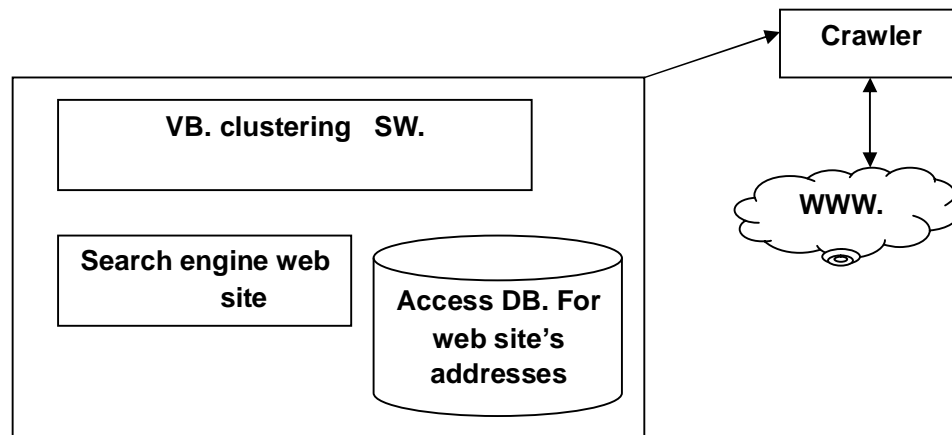 Crawler
VB. clustering SW.
WWW.
Search engine web
site
Access DB. For
web site’s
addresses